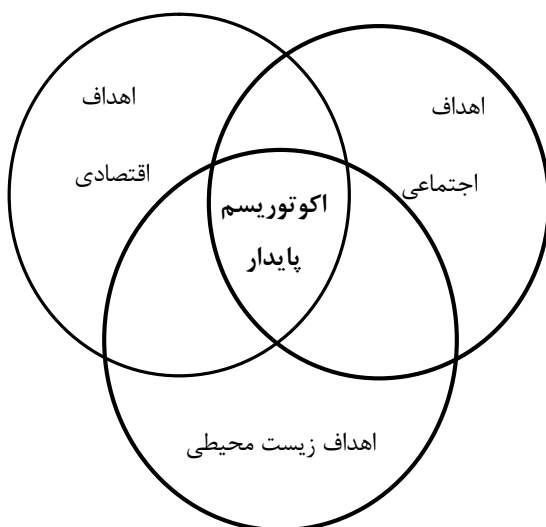 اهداف
اجتماعی
اهداف
اقتصادی
اکوتوریسم
پایدار
اهداف زیست محیطی